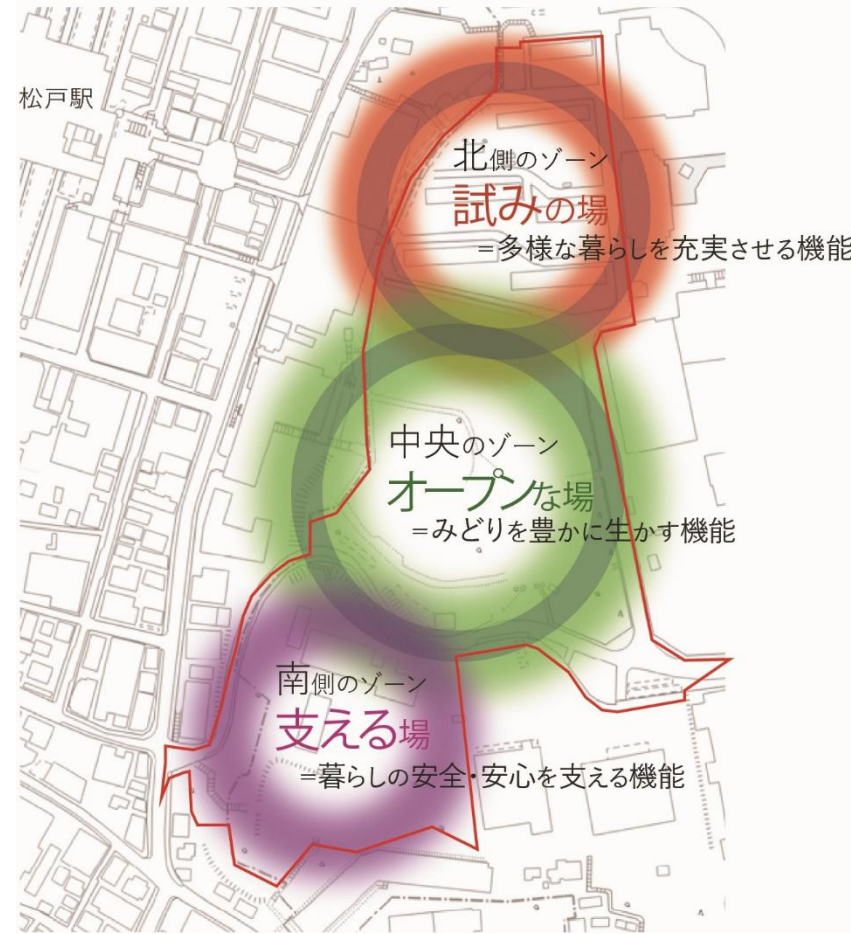 松戸駅
北側のゾーン
試みの場
=多様な暮らしを充実させる機能
中央のゾーン
オープンな場
=みどりを豊かに生かす機能
南側のゾーン
支える場
=暮らしの安全・安心を支える機能